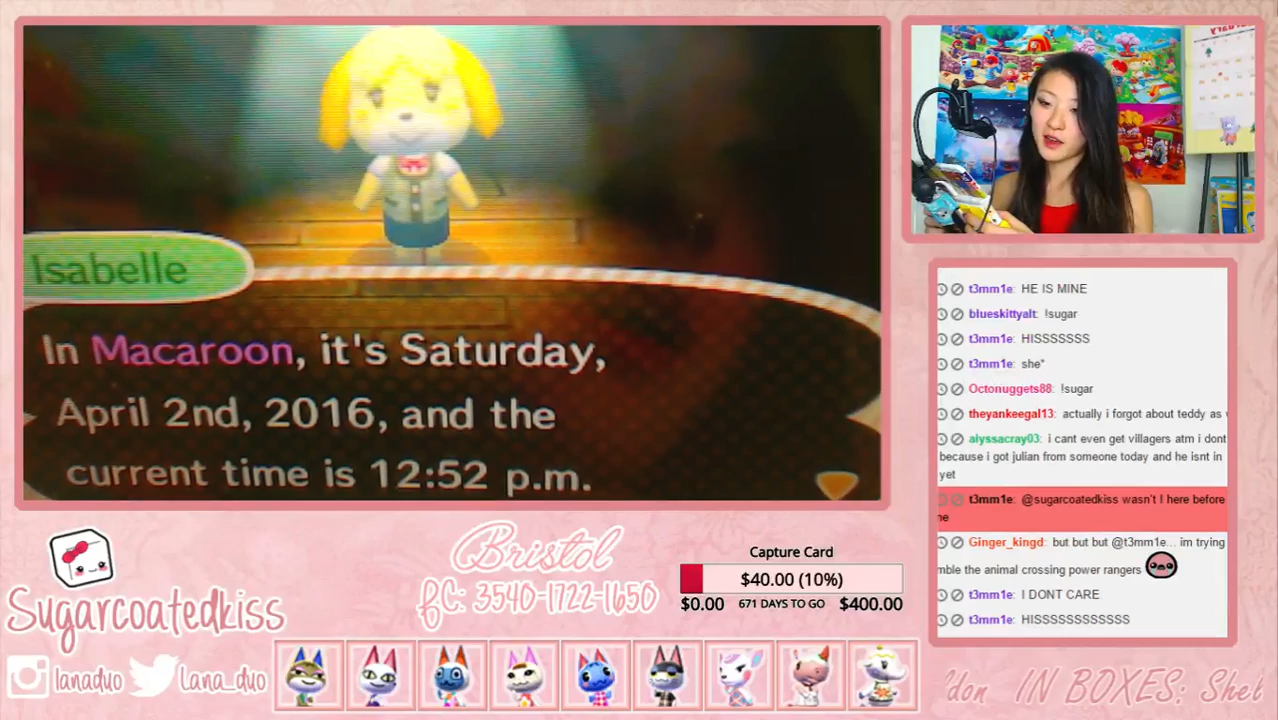 Isabelle
In Macaroon, it's Saturday,
April 2nd, 2016, and the
current time is 12:52 p.m.
t3mm1e: HE IS MINE
blueskittyalt: !sugar
t3mm1e: HISSSSSSS
t3mm1e: she*
Octonuggets88: !sugar
theyankeegal13: actually i forgot about teddy as
alyssacray03: i cant even get villagers atm i dont
because i got julian from someone today and he isnt in
yet
t3mm1e: @sugarcoatedkiss wasn't I here before
me
Ginger_kingd: but but but @t3mm1e... im trying
mble the animal crossing power rangers
t3mm1e: I DONT CARE
t3mm1e: HISSSSSSSSSSSS
Sugarcoatedkiss
lanaduo
Lana_duo
Bristol
fC: 3540-1722-1650
Capture Card
$40.00 (10%)
$0.00 671 DAYS TO GO $400.00
'don IN BOXES: Shel